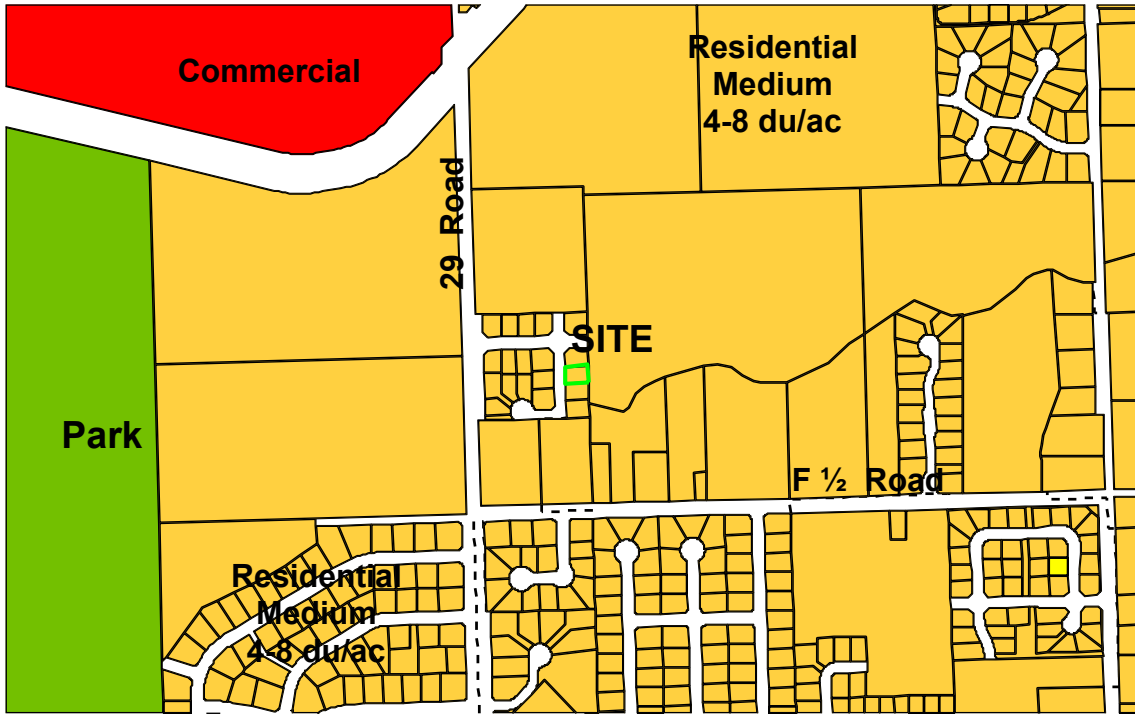 Commercial
Residential
Medium
4-8 du/ac
29 Road
SITE
Park
F ½ Road
Residential
Medium
4-8 du/ac